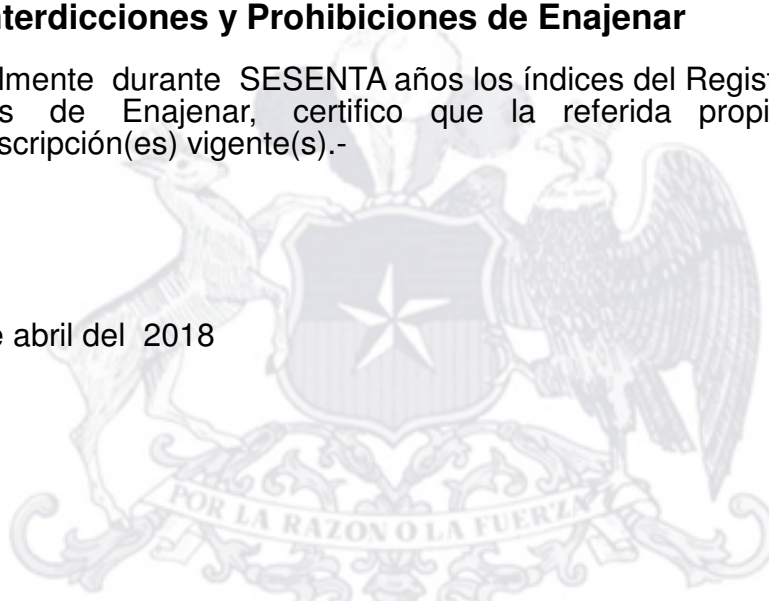 nterdicciones y Prohibiciones de Enajenar
lmente durante SESENTA años los índices del Regist
s de Enajenar, certifico que la referida propi
scripción(es) vigente(s).-
e abril del 2018
POR LA RAZON O LA FUERZA